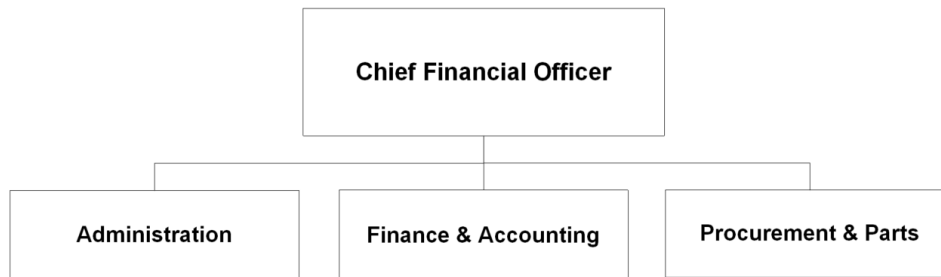 Chief Financial Officer
Administration
Finance & Accounting
Procurement & Parts